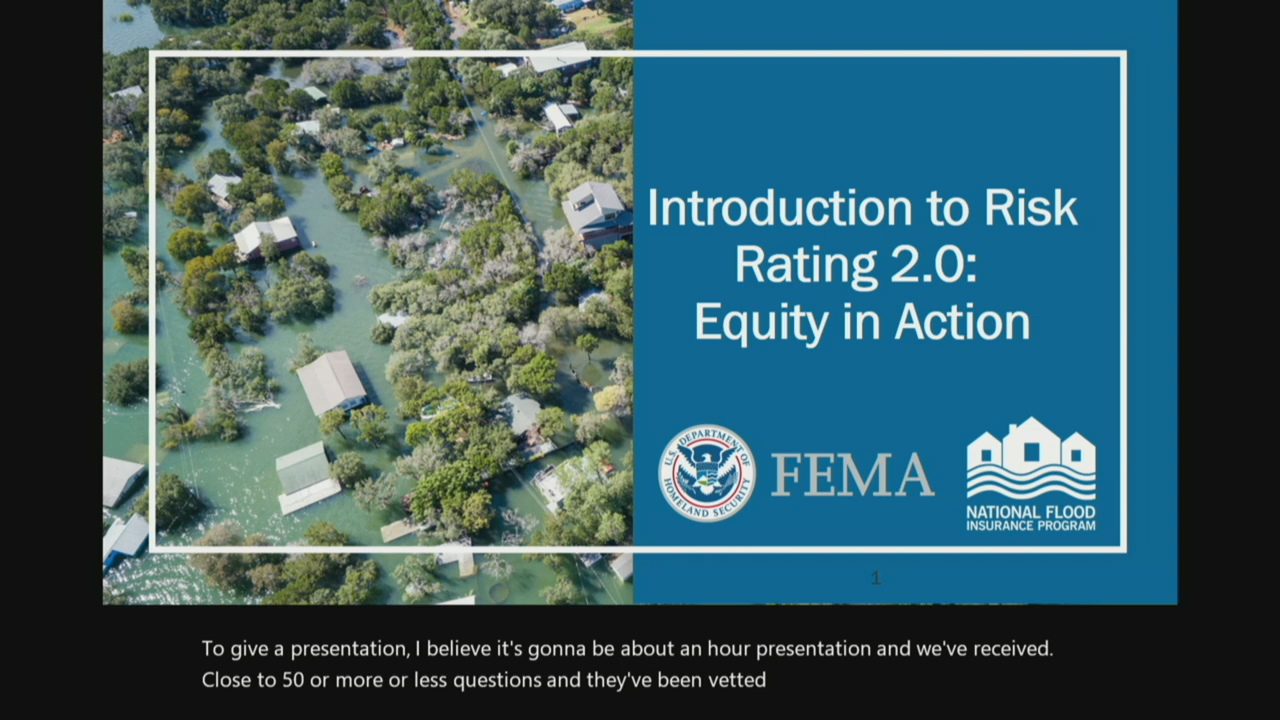 Introduction to Risk
Rating 2.0:
Equity in Action
U.S. DEPARTMENT OF
HOMELAND SECURITY
FEMA
NATIONAL FLOOD
INSURANCE PROGRAM
1
To give a presentation, I believe it's gonna be about an hour presentation and we've received.
Close to 50 or more or less questions and they've been vetted